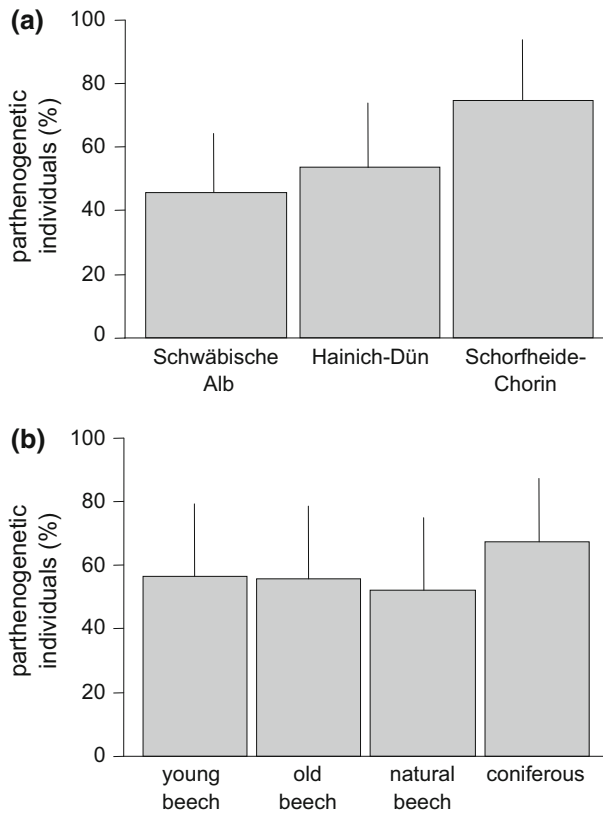 (a)
parthenogenetic
individuals (%)
100
80
60
40
20
0
Schwäbische
Alb
Hainich-Dün
Schorfheide-
Chorin
(b)
parthenogenetic
individuals (%)
100
80
60
40
20
0
young
beech
old
beech
natural
beech
coniferous